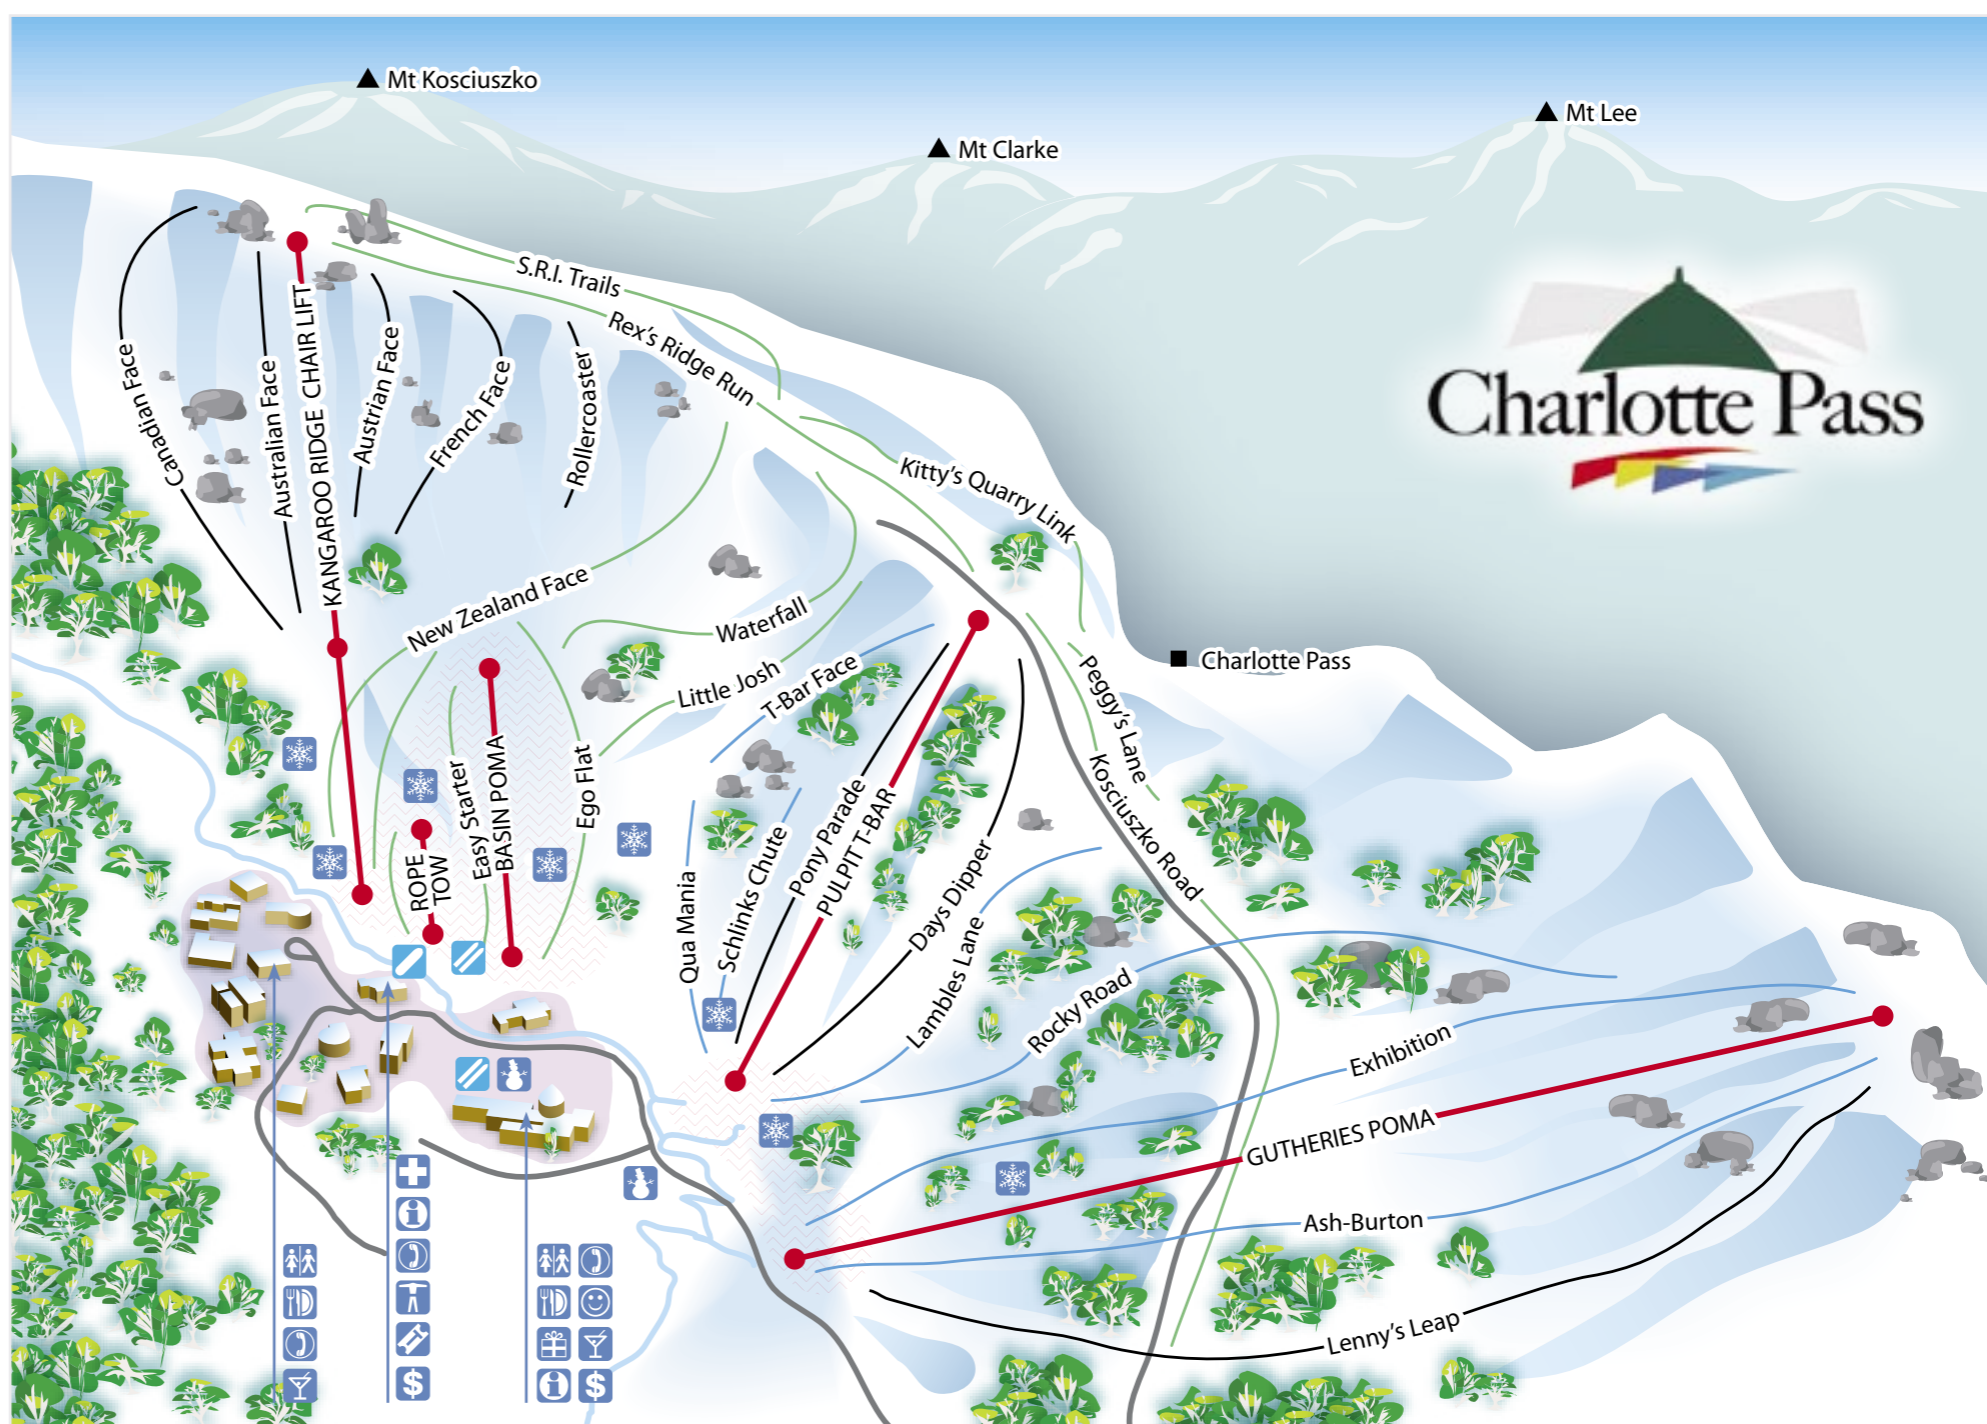 Mt Kosciuszko
Mt Clarke
Mt Lee
S.R.I. Trails
Rex's Ridge Run
Canadian Face
Australian Face
KANGAROO RIDGE CHAIR LIFT
Austrian Face
French Face
Rollercoaster
Charlotte Pass
Kitty's Quarry Link
New Zealand Face
Waterfall
Little Josh
T-Bar Face
Charlotte Pass
Peggy's Lane
Kosciuszko Road
ROPE
TOW
Easy Starter
BASIN POMA
Ego Flat
Qua Mania
Schlinks Chute
Pony Parade
PULPIT T-BAR
Days Dipper
Lambles Lane
Rocky Road
Exhibition
GUTHERIES POMA
Ash-Burton
Lenny's Leap